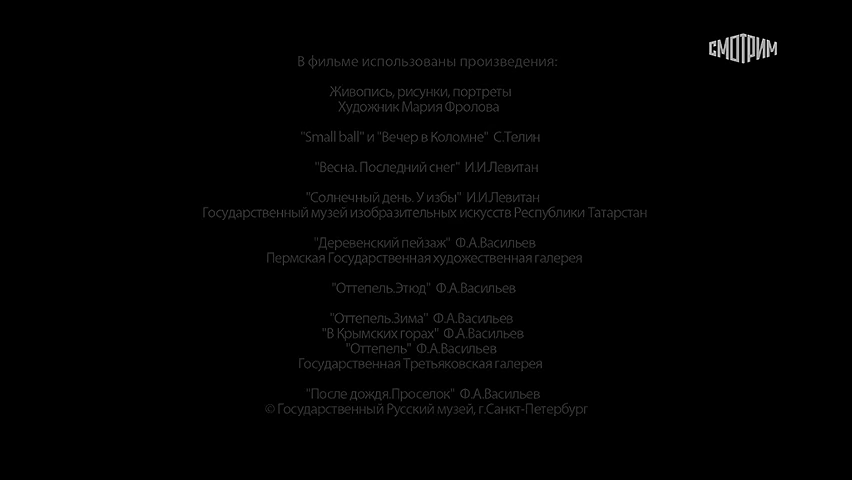 СМОТРИМ
В фильме использованы произведения:
Живопись, рисунки, портреты
Художник Мария Фролова
"Small ball" и "Вечер в Коломне" С.Телин
"Весна. Последний снег" И.И.Левитан
"Солнечный день. У избы" И.И.Левитан
Государственный музей изобразительных искусств Республики Татарстан
"Деревенский пейзаж" Ф.А.Васильев
Пермская Государственная художественная галерея
"Оттепель.Этюд" Ф.А.Васильев
"Оттепель.Зима" Ф.А.Васильев
"В Крымских горах" Ф.А.Васильев
"Оттепель" Ф.А.Васильев
Государственная Третьяковская галерея
"После дождя.Проселок" Ф.А.Васильев
© Государственный Русский музей, г.Санкт-Петербург